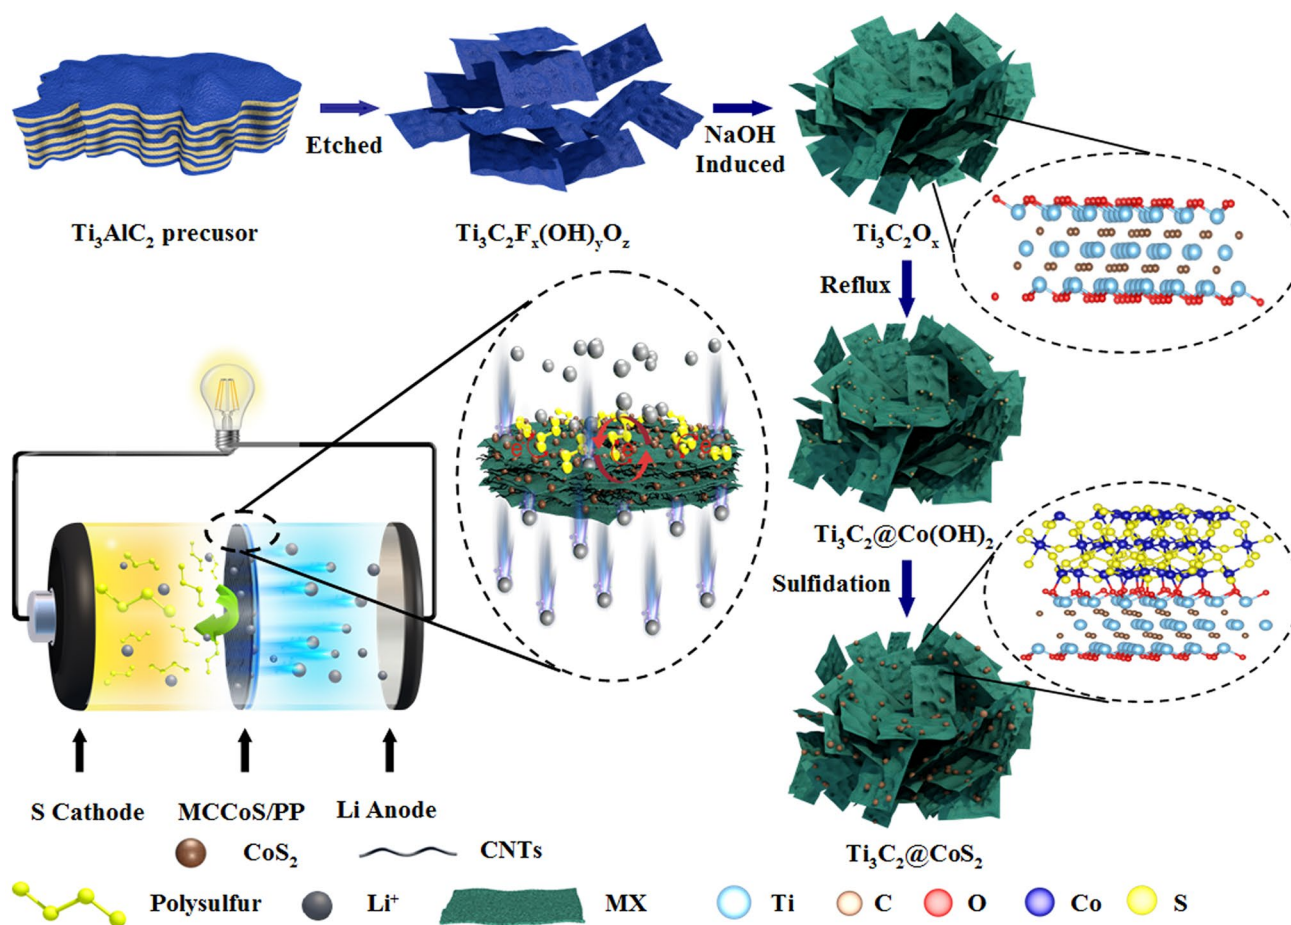 Etched
NaOH
Induced
Ti₃AlC₂ precusor
Ti₃C₂Fₓ(OH)ᵧO_z
Ti₃C₂Oₓ
Reflux
Ti₃C₂@Co(OH)₂
Sulfidation
Ti₃C₂@CoS₂
e⁻
e⁻
e⁻
S Cathode
MCCoS/PP
Li Anode
CoS₂
CNTs
Polysulfur
Li⁺
MX
Ti
C
O
Co
S